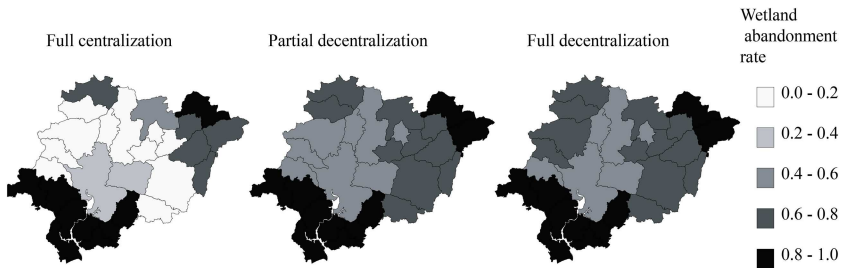 Full centralization
Partial decentralization
Full decentralization
Wetland
abandonment
rate
0.0 - 0.2
0.2 - 0.4
0.4 - 0.6
0.6 - 0.8
0.8 - 1.0